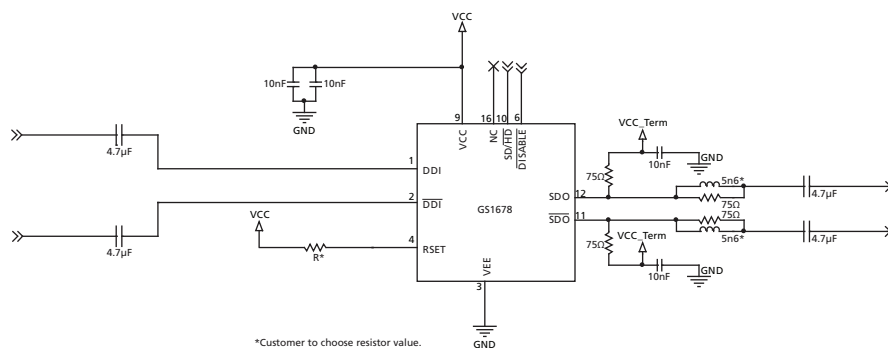 VCC
10nF
10nF
GND
9
16
10
6
VCC
NC
SD/HD
DISABLE
4.7μF
1
DDI
4.7μF
2
DDI
VCC
R*
4
RSET
GS1678
VEE
3
GND
VCC_Term
10nF
GND
75Ω
SDO
12
5n6*
75Ω
4.7μF
SDO
11
75Ω
5n6*
4.7μF
75Ω
VCC_Term
10nF
GND
*Customer to choose resistor value.